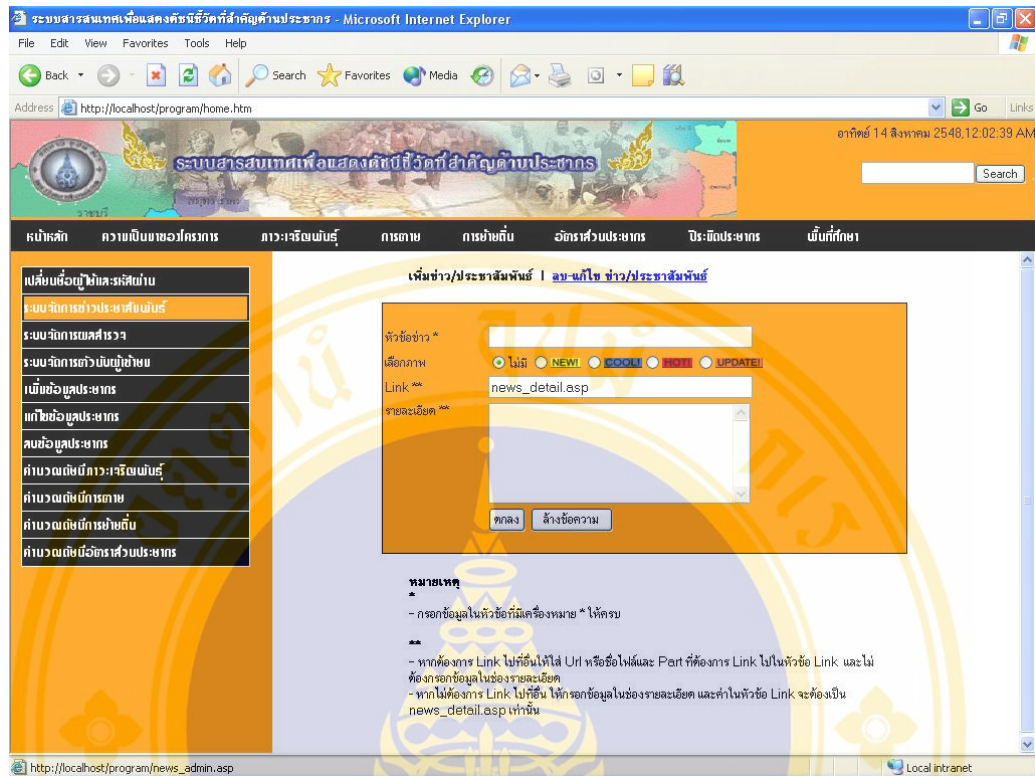 ระบบสารสนเทศเพื่อแสดงดัชนีชี้วัดที่สำคัญด้านประชากร - Microsoft Internet Explorer
File Edit View Favorites Tools Help
Back Search Favorites Media
Address http://localhost/program/home.htm Go Links
อาทิตย์ 14 สิงหาคม 2548,12:02:39 AM
ระบบสารสนเทศเพื่อแสดงดัชนีชี้วัดที่สำคัญด้านประชากร
Search
ราชบุรี
หน้าหลัก ความเป็นมาของโครงการ ภาวะเจริญพันธุ์ การตาย การย้ายถิ่น อัตราส่วนประชากร ปิระมิดประชากร พื้นที่ศึกษา
เปลี่ยนชื่อผู้ใช้และรหัสผ่าน
ระบบจัดการข่าวประชาสัมพันธ์
ระบบจัดการผลสำรวจ
ระบบจัดการตัวนับผู้เข้าชม
เพิ่มข้อมูลประชากร
แก้ไขข้อมูลประชากร
ลบข้อมูลประชากร
คำนวณดัชนีภาวะเจริญพันธุ์
คำนวณดัชนีการตาย
คำนวณดัชนีการย้ายถิ่น
คำนวณดัชนีอัตราส่วนประชากร
เพิ่มข่าว/ประชาสัมพันธ์ | ลบ-แก้ไข ข่าว/ประชาสัมพันธ์
หัวข้อข่าว *
เลือกภาพ ไม่มี NEW! COOL! HOT! UPDATE!
Link ** news_detail.asp
รายละเอียด **
ตกลง ล้างข้อความ
หมายเหตุ
*
- กรอกข้อมูลในหัวข้อที่มีเครื่องหมาย * ให้ครบ
**
- หากต้องการ Link ไปที่อื่นให้ใส่ Url หรือชื่อไฟล์และ Part ที่ต้องการ Link ไปในหัวข้อ Link และไม่
ต้องกรอกข้อมูลในช่องรายละเอียด
- หากไม่ต้องการ Link ไปที่อื่น ให้กรอกข้อมูลในช่องรายละเอียด และค่าในหัวข้อ Link จะต้องเป็น
news_detail.asp เท่านั้น
http://localhost/program/news_admin.asp Local intranet